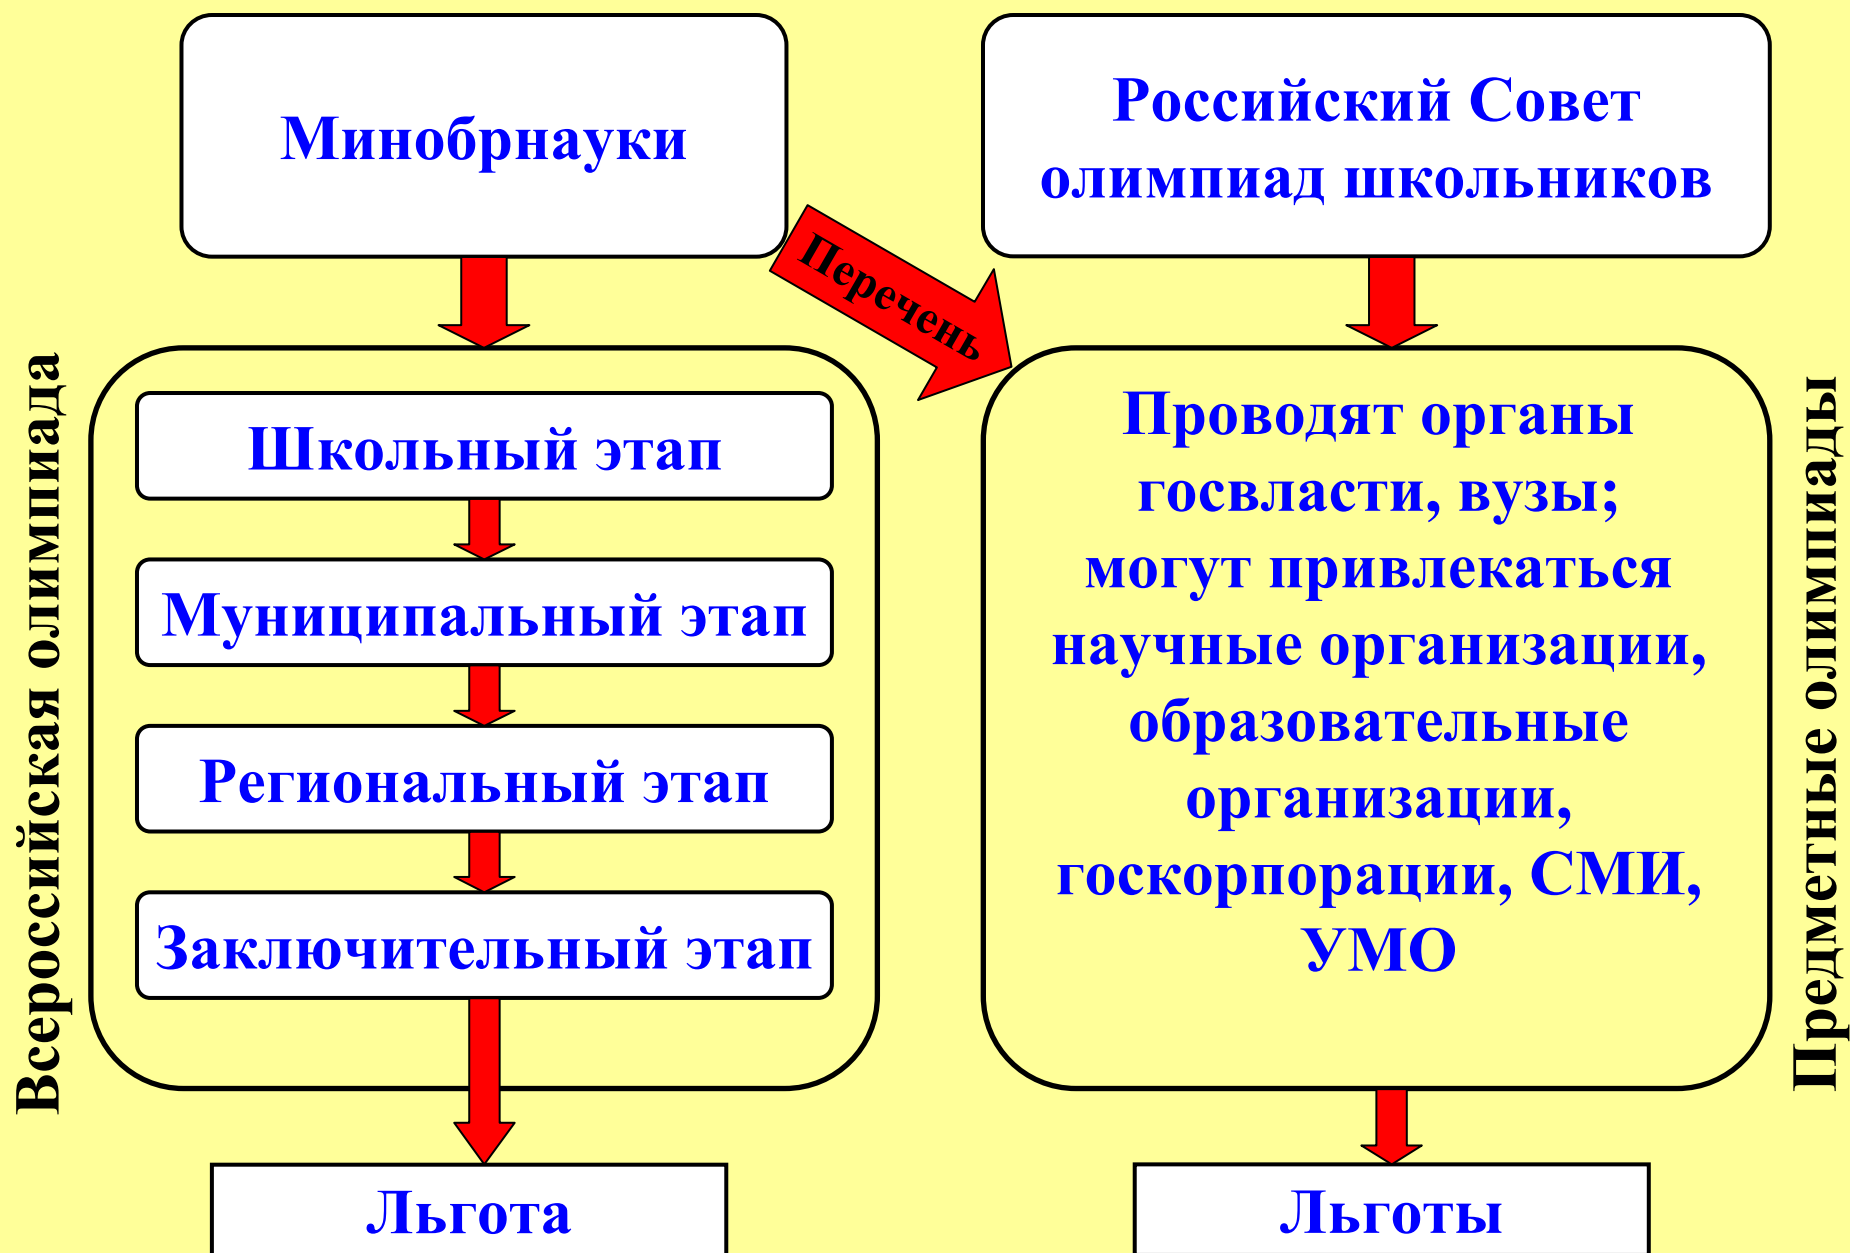 Минобрнауки
Российский Совет
олимпиад школьников
Перечень
Всероссийская олимпиада
Школьный этап
Муниципальный этап
Региональный этап
Заключительный этап
Льгота
Проводят органы
госвласти, вузы;
могут привлекаться
научные организации,
образовательные
организации,
госкорпорации, СМИ,
УМО
Предметные олимпиады
Льготы